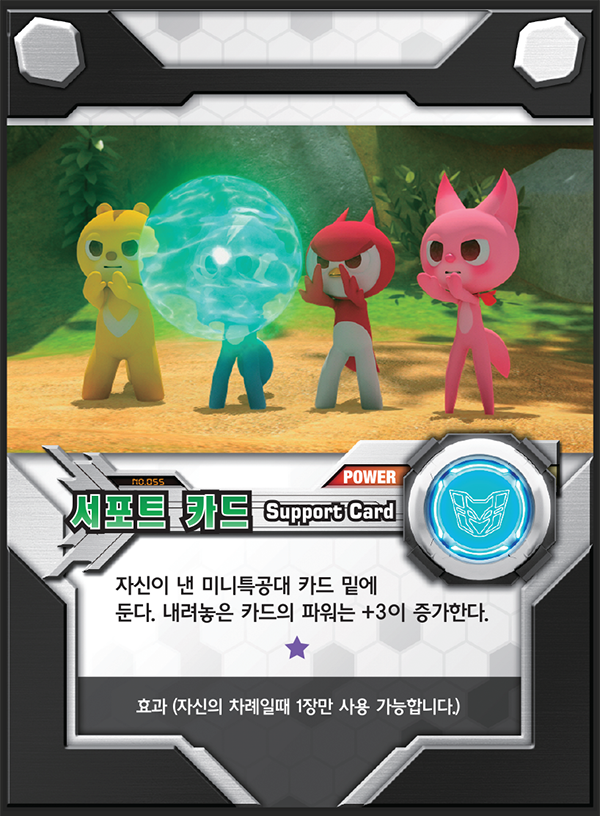 NO.055
POWER
서포트 카드 Support Card
자신이 낸 미니특공대 카드 밑에
둔다. 내려놓은 카드의 파워는 +3이 증가한다.
효과 (자신의 차례일때 1장만 사용 가능합니다.)